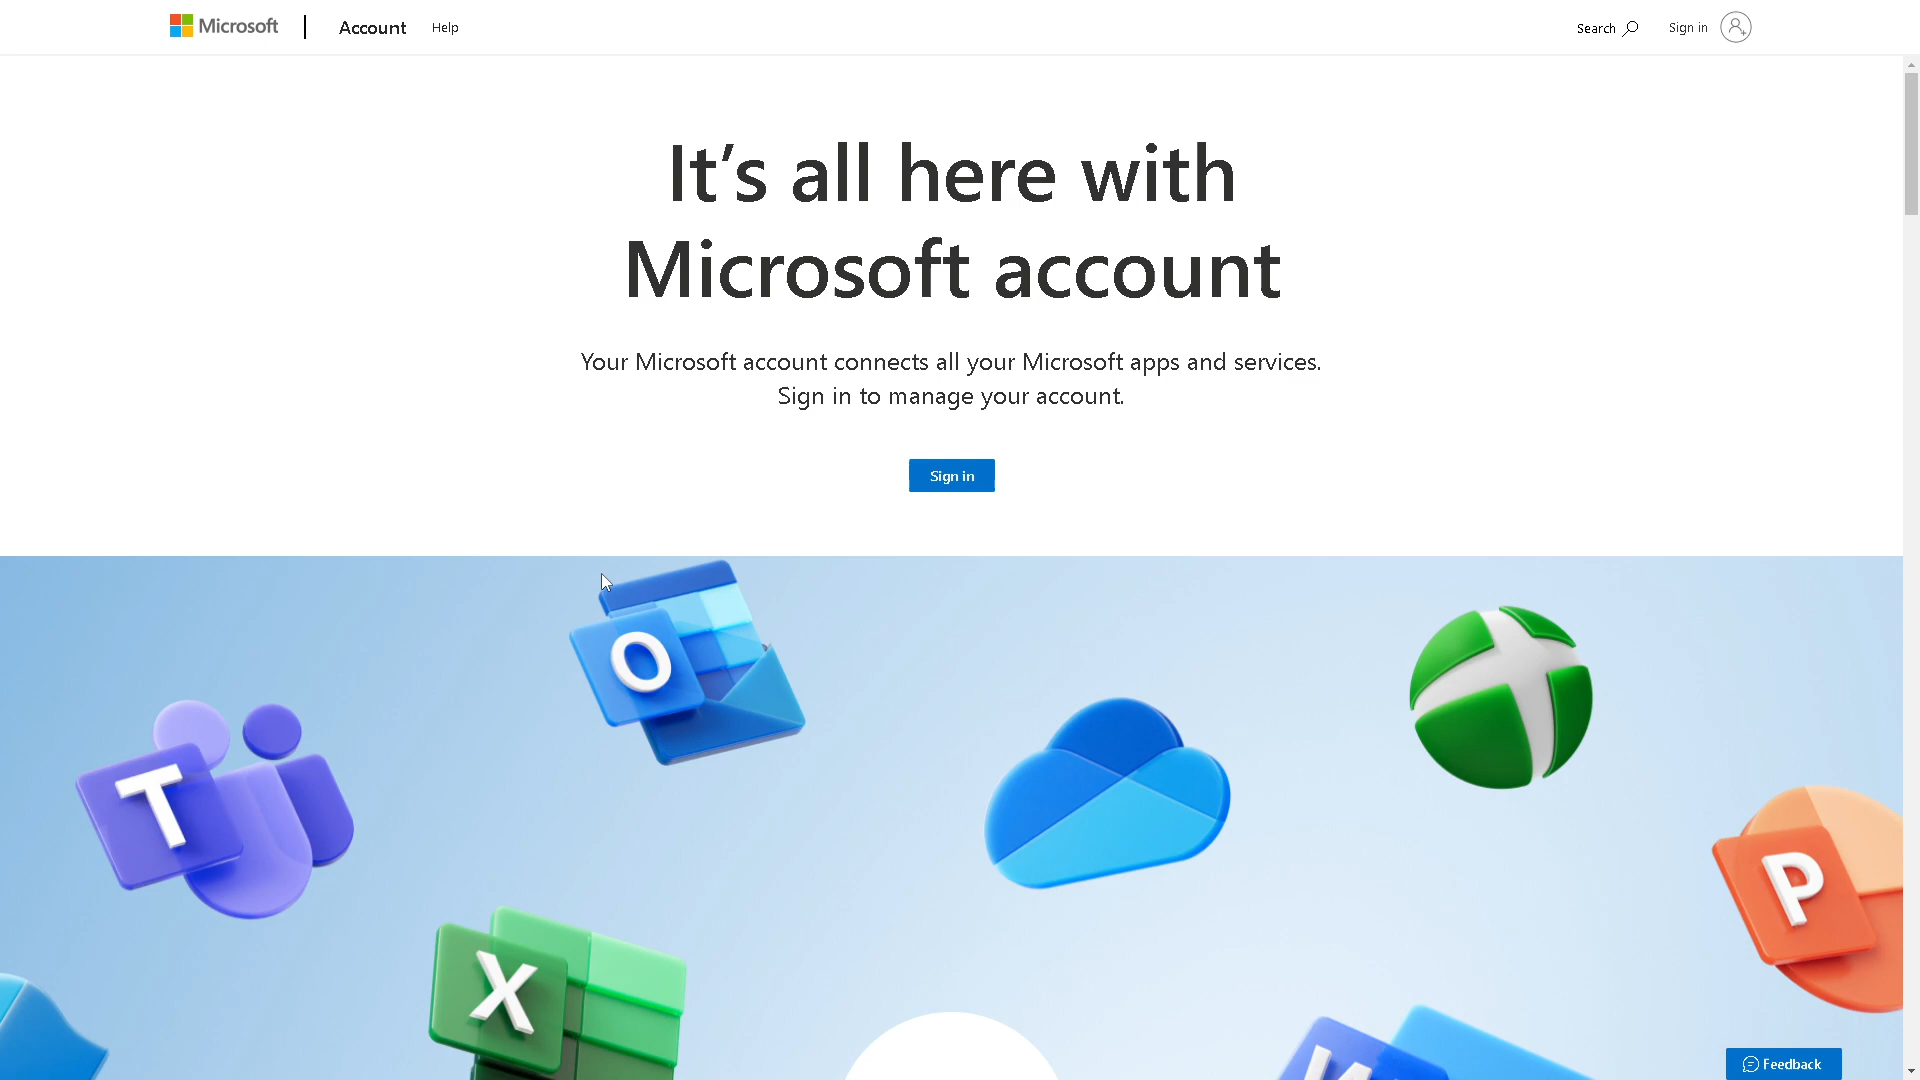 Microsoft Account Help Search Sign in
It’s all here with
Microsoft account
Your Microsoft account connects all your Microsoft apps and services.
Sign in to manage your account.
Sign in
O
T
X
P
W
Feedback